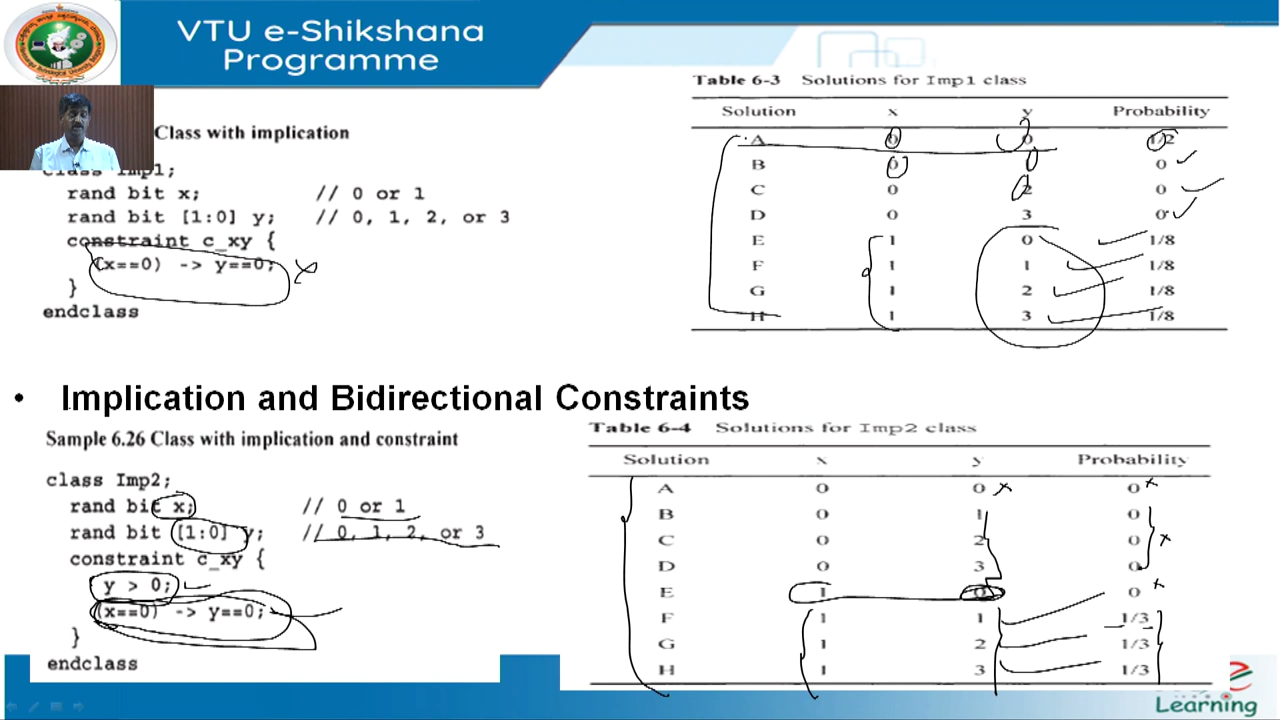 VTU e-Shikshana
Programme
Class with implication
class Imp1;
rand bit x; // 0 or 1
rand bit [1:0] y; // 0, 1, 2, or 3
constraint c_xy {
(x==0) -> y==0;
}
endclass
Table 6-3 Solutions for Imp1 class
Solution x y Probability
A 0 0 1/2
B 0 1 0
C 0 2 0
D 0 3 0
E 1 0 1/8
F 1 1 1/8
G 1 2 1/8
H 1 3 1/8
• Implication and Bidirectional Constraints
Sample 6.26 Class with implication and constraint
class Imp2;
rand bit x; // 0 or 1
rand bit [1:0] y; // 0, 1, 2, or 3
constraint c_xy {
y > 0;
(x==0) -> y==0;
}
endclass
Table 6-4 Solutions for Imp2 class
Solution x y Probability
A 0 0 0
B 0 1 0
C 0 2 0
D 0 3 0
E 1 0 0
F 1 1 1/3
G 1 2 1/3
H 1 3 1/3
Learning